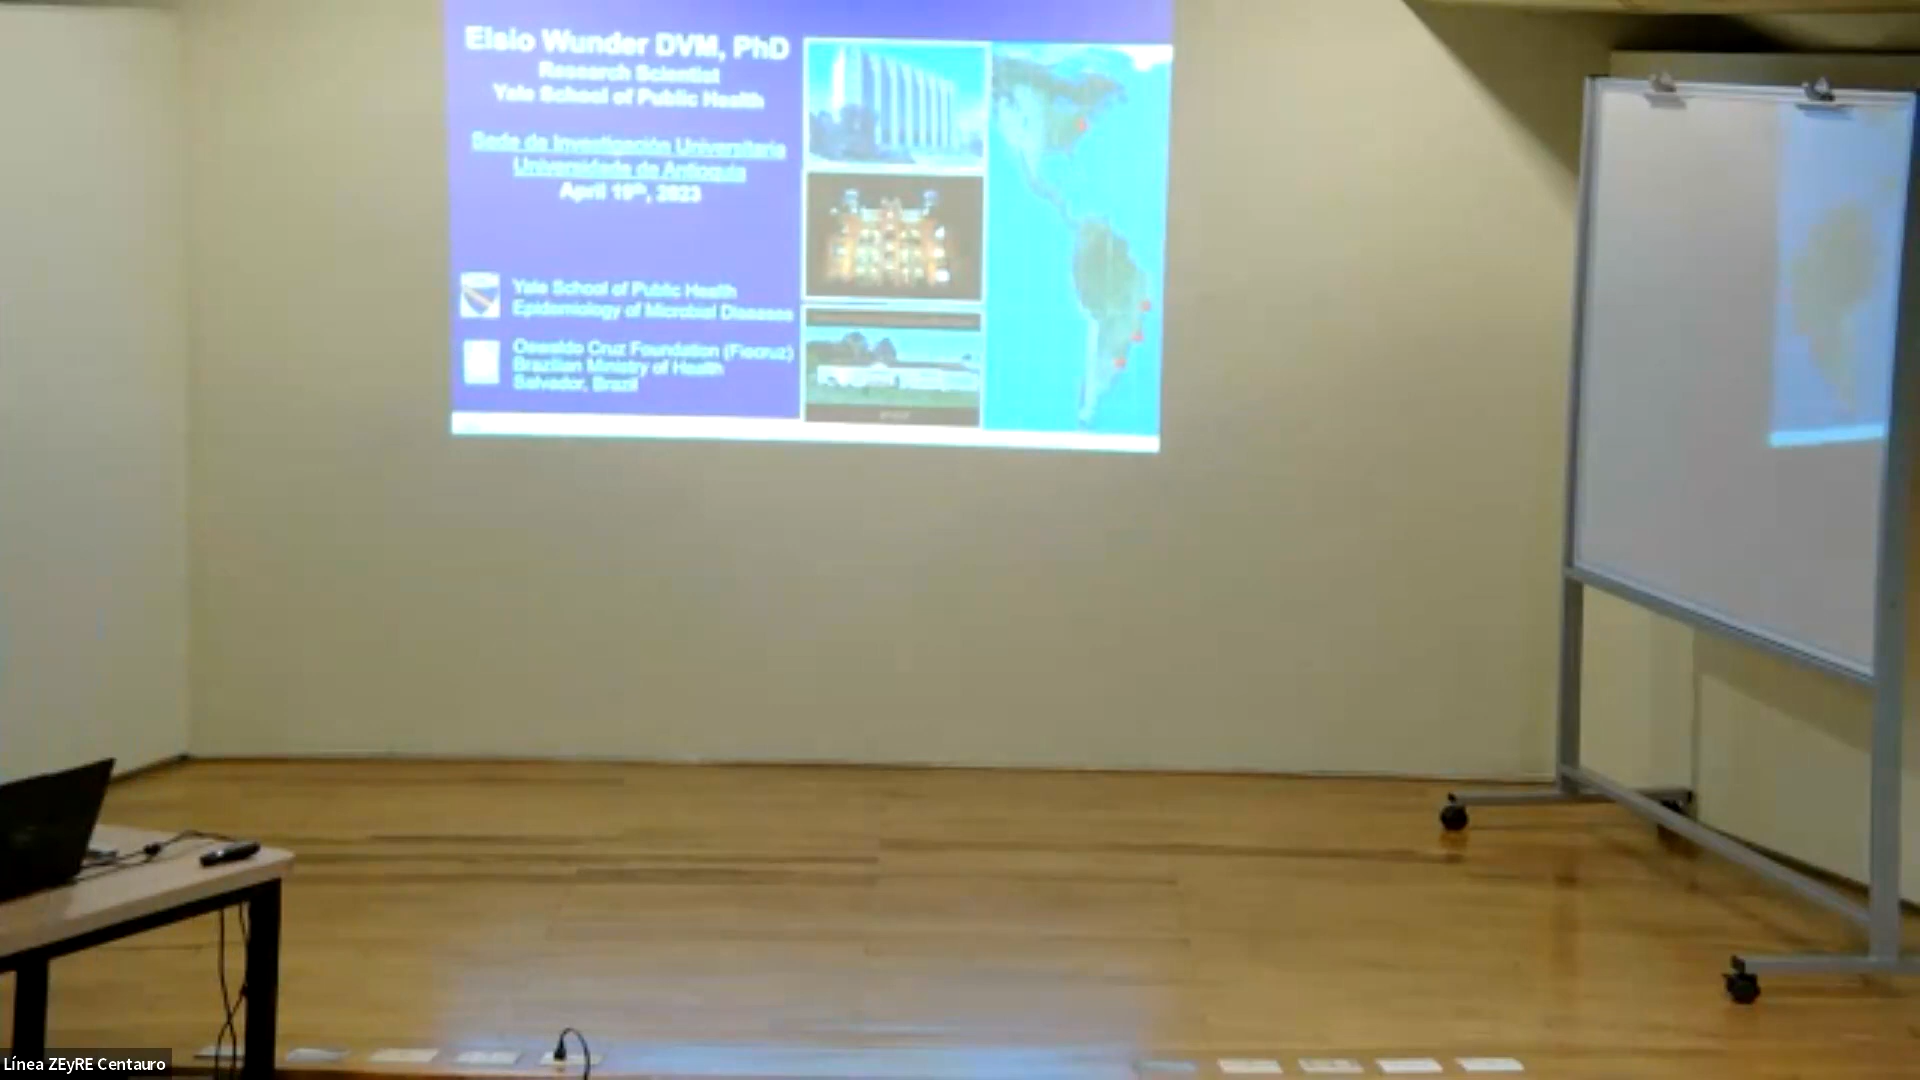 Elsio Wunder DVM, PhD
Research Scientist
Yale School of Public Health
Sede de Investigación Universitaria
Universidade de Antioquia
April 19th, 2023
Yale School of Public Health
Epidemiology of Microbial Diseases
Oswaldo Cruz Foundation (Fiocruz)
Brazilian Ministry of Health
Salvador, Brazil
Línea ZEyRE Centauro